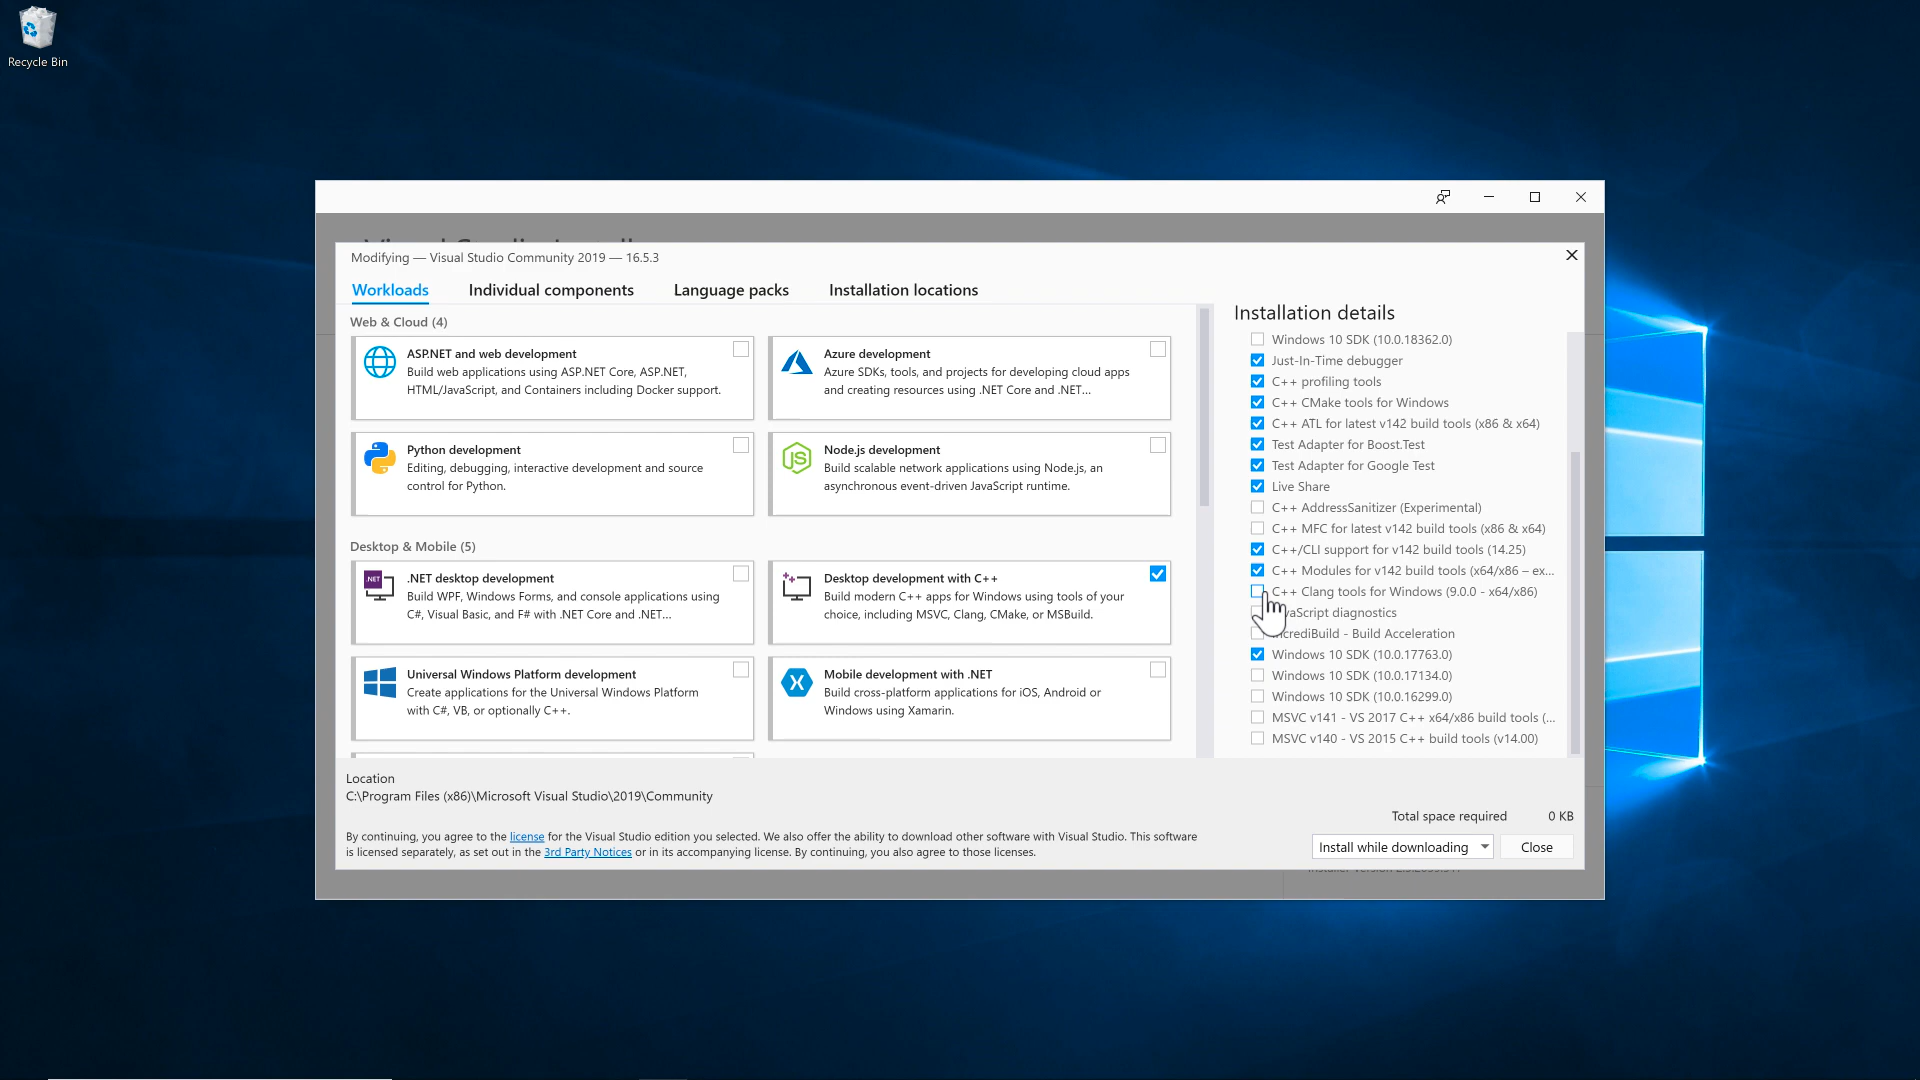 Recycle Bin
Modifying — Visual Studio Community 2019 — 16.5.3
Workloads
Individual components
Language packs
Installation locations
Web & Cloud (4)
ASP.NET and web development
Build web applications using ASP.NET Core, ASP.NET,
HTML/JavaScript, and Containers including Docker support.
Azure development
Azure SDKs, tools, and projects for developing cloud apps
and creating resources using .NET Core and .NET...
Python development
Editing, debugging, interactive development and source
control for Python.
Node.js development
Build scalable network applications using Node.js, an
asynchronous event-driven JavaScript runtime.
Desktop & Mobile (5)
.NET desktop development
Build WPF, Windows Forms, and console applications using
C#, Visual Basic, and F# with .NET Core and .NET...
Desktop development with C++
Build modern C++ apps for Windows using tools of your
choice, including MSVC, Clang, CMake, or MSBuild.
Universal Windows Platform development
Create applications for the Universal Windows Platform
with C#, VB, or optionally C++.
Mobile development with .NET
Build cross-platform applications for iOS, Android or
Windows using Xamarin.
Installation details
Windows 10 SDK (10.0.18362.0)
Just-In-Time debugger
C++ profiling tools
C++ CMake tools for Windows
C++ ATL for latest v142 build tools (x86 & x64)
Test Adapter for Boost.Test
Test Adapter for Google Test
Live Share
C++ AddressSanitizer (Experimental)
C++ MFC for latest v142 build tools (x86 & x64)
C++/CLI support for v142 build tools (14.25)
C++ Modules for v142 build tools (x64/x86 – ex...
C++ Clang tools for Windows (9.0.0 - x64/x86)
vaScript diagnostics
crediBuild - Build Acceleration
Windows 10 SDK (10.0.17763.0)
Windows 10 SDK (10.0.17134.0)
Windows 10 SDK (10.0.16299.0)
MSVC v141 - VS 2017 C++ x64/x86 build tools (...
MSVC v140 - VS 2015 C++ build tools (v14.00)
Location
C:\Program Files (x86)\Microsoft Visual Studio\2019\Community
Total space required 0 KB
By continuing, you agree to the license for the Visual Studio edition you selected. We also offer the ability to download other software with Visual Studio. This software
is licensed separately, as set out in the 3rd Party Notices or in its accompanying license. By continuing, you also agree to those licenses.
Install while downloading
Close